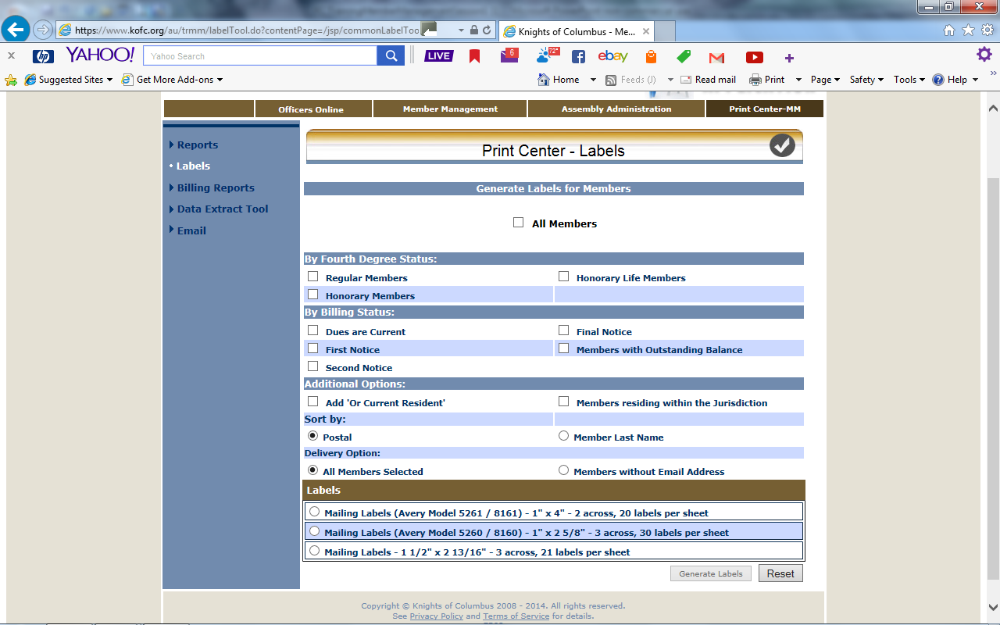 https://www.kofc.org/au/trmm/labelTool.do?contentPage=/jsp/commonLabelToo
Knights of Columbus - Me...
YAHOO!
Yahoo Search
LIVE
6
72°
ebay
Suggested Sites
Get More Add-ons
Home
Feeds (J)
Read mail
Print
Page
Safety
Tools
Help
Officers Online
Member Management
Assembly Administration
Print Center-MM
Reports
Labels
Billing Reports
Data Extract Tool
Email
Print Center - Labels
Generate Labels for Members
All Members
By Fourth Degree Status:
Regular Members
Honorary Life Members
Honorary Members
By Billing Status:
Dues are Current
Final Notice
First Notice
Members with Outstanding Balance
Second Notice
Additional Options:
Add 'Or Current Resident'
Members residing within the Jurisdiction
Sort by:
Postal
Member Last Name
Delivery Option:
All Members Selected
Members without Email Address
Labels
Mailing Labels (Avery Model 5261 / 8161) - 1" x 4" - 2 across, 20 labels per sheet
Mailing Labels (Avery Model 5260 / 8160) - 1" x 2 5/8" - 3 across, 30 labels per sheet
Mailing Labels - 1 1/2" x 2 13/16" - 3 across, 21 labels per sheet
Generate Labels
Reset
Copyright © Knights of Columbus 2008 - 2014. All rights reserved.
See Privacy Policy and Terms of Service for details.